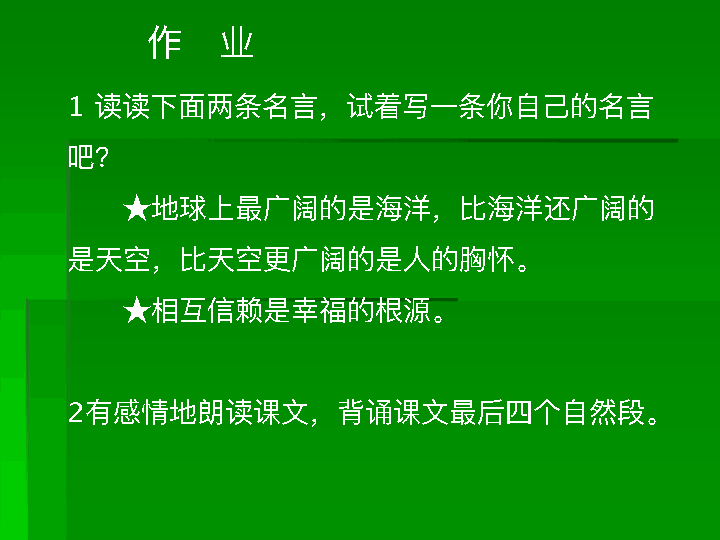 作 业
1 读读下面两条名言，试着写一条你自己的名言
吧？
★地球上最广阔的是海洋，比海洋还广阔的
是天空，比天空更广阔的是人的胸怀。
★相互信赖是幸福的根源。
2有感情地朗读课文，背诵课文最后四个自然段。